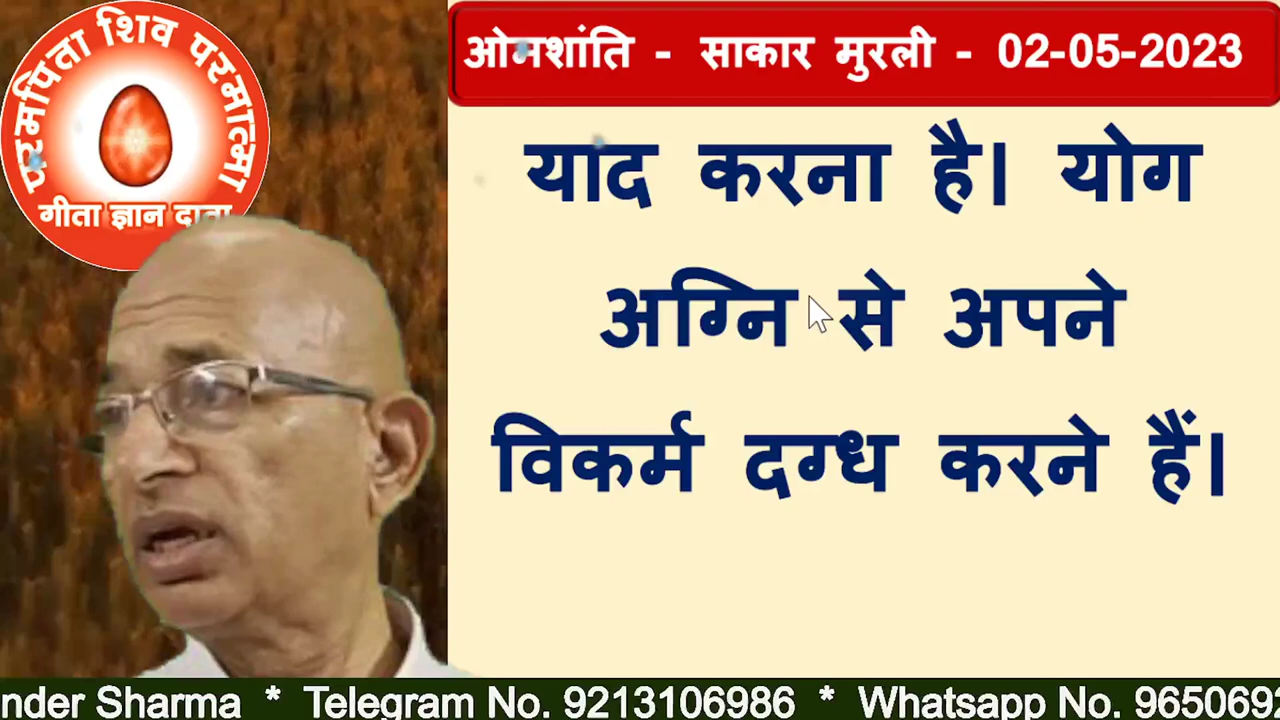 परमपिता शिव परमात्मा
गीता ज्ञान दाता
ओमशांति - साकार मुरली - 02-05-2023
याद करना है। योग
अग्नि से अपने
विकर्म दग्ध करने हैं।
nder Sharma * Telegram No. 9213106986 * Whatsapp No. 965069